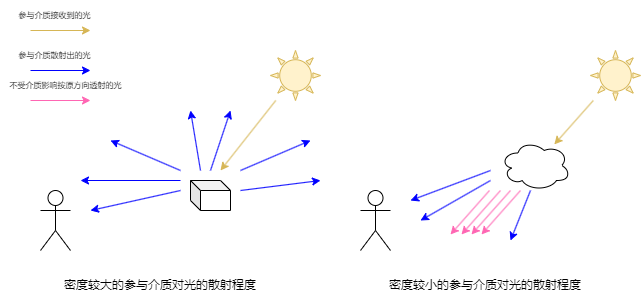 参与介质接收到的光
参与介质散射出的光
不受介质影响按原方向透射的光
密度较大的参与介质对光的散射程度
密度较小的参与介质对光的散射程度